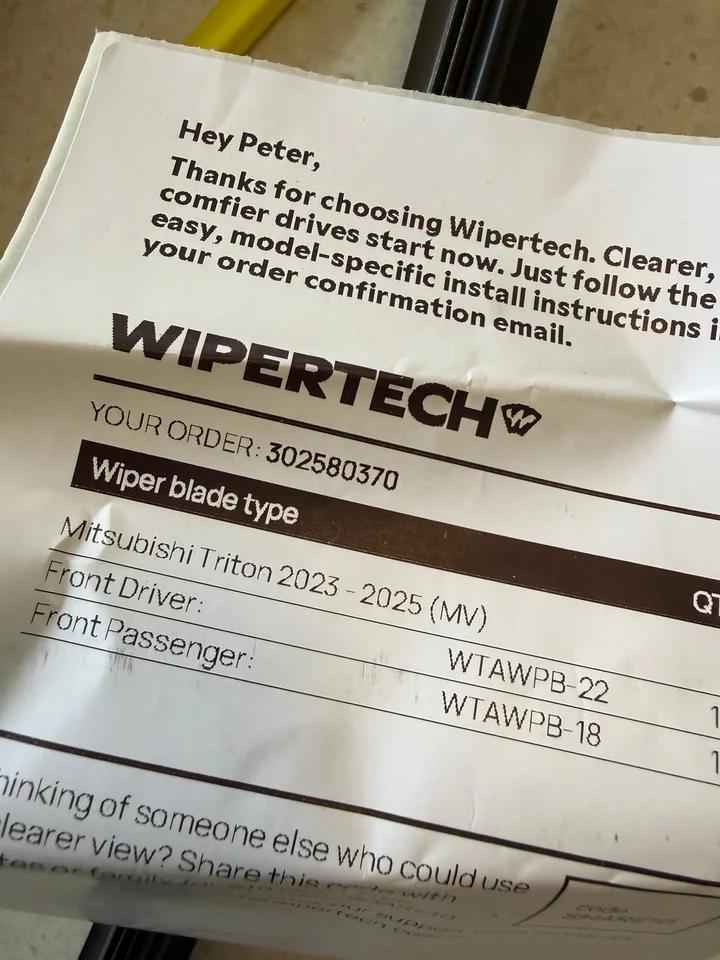 Hey Peter,
Thanks for choosing Wipertech. Clearer,
comfier drives start now. Just follow the
easy, model-specific install instructions i
your order confirmation email.
WIPERTECH
YOUR ORDER: 302580370
Wiper blade type
QT
Mitsubishi Triton 2023 - 2025 (MV)
Front Driver: WTAWPB-22 1
Front Passenger: WTAWPB-18 1
hinking of someone else who could use
learer view? Share this code with
code